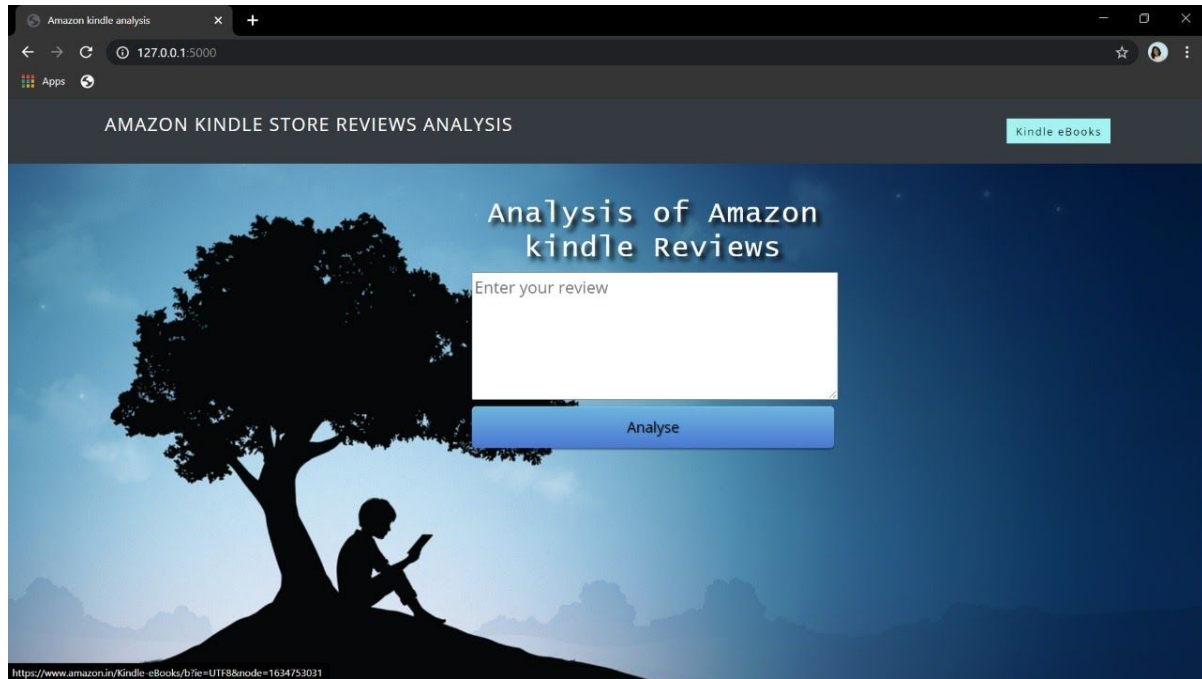 Amazon kindle analysis
127.0.0.1:5000
Apps
AMAZON KINDLE STORE REVIEWS ANALYSIS
Kindle eBooks
Analysis of Amazon
kindle Reviews
Enter your review
Analyse
https://www.amazon.in/Kindle-eBooks/b?ie=UTF8&node=1634753031